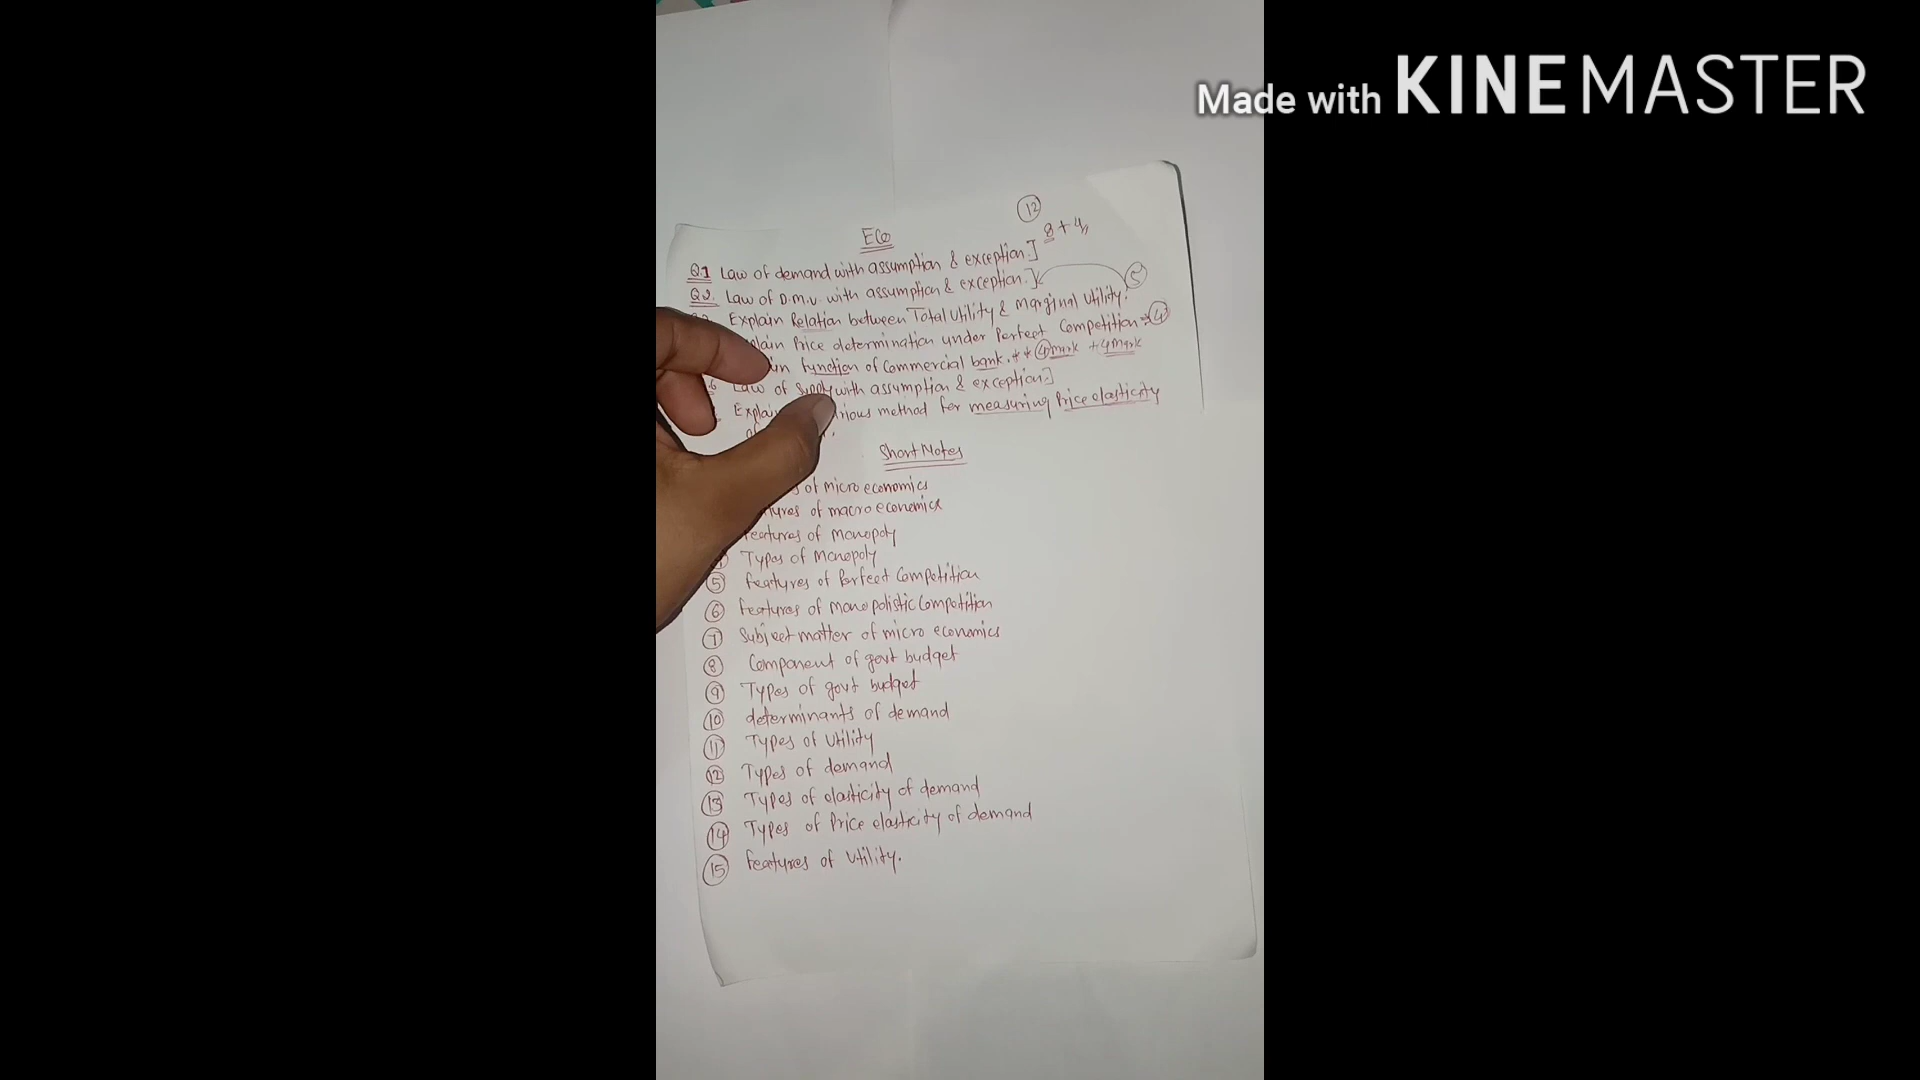 Made with KINEMASTER
12
Eco
8 + 4
Q.1 Law of demand with assumption & exception.]
Q2. Law of D.M.U. with assumption & exception.]
5
Explain Relation between Total Utility & Marginal Utility.
Price determination under Perfect Competition 4
function of Commercial bank. ** 4 mark + 4 mark
6 Law of Supply with assumption & exception.]
method for measuring Price elasticity
Short Notes
of micro economics
of macro economics
features of Monopoly
Types of Monopoly
5 features of Perfect Competition
6 features of monopolistic Competition
7 Subject matter of micro economics
8 Component of govt budget
9 Types of govt budget
10 determinants of demand
11 Types of Utility
12 Types of demand
13 Types of elasticity of demand
14 Types of Price elasticity of demand
15 features of Utility.